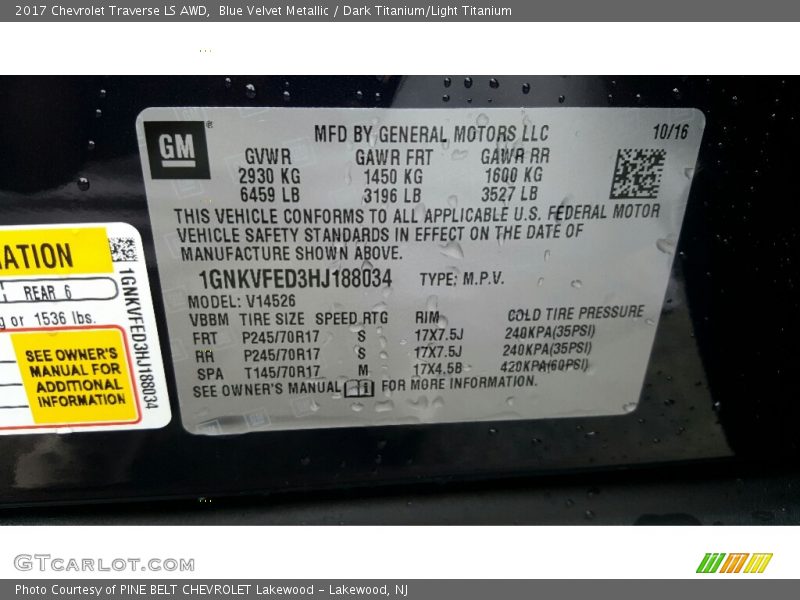 2017 Chevrolet Traverse LS AWD,  Blue Velvet Metallic / Dark Titanium/Light Titanium
GM®
MFD BY GENERAL MOTORS LLC 10/16
GVWR GAWR FRT GAWR RR
2930 KG 1450 KG 1600 KG
6459 LB 3196 LB 3527 LB
THIS VEHICLE CONFORMS TO ALL APPLICABLE U.S. FEDERAL MOTOR
VEHICLE SAFETY STANDARDS IN EFFECT ON THE DATE OF
MANUFACTURE SHOWN ABOVE.
1GNKVFED3HJ188034 TYPE: M.P.V.
MODEL: V14526
VBBM TIRE SIZE SPEED RTG RIM COLD TIRE PRESSURE
FRT P245/70R17 S 17X7.5J 240KPA(35PSI)
RR P245/70R17 S 17X7.5J 240KPA(35PSI)
SPA T145/70R17 M 17X4.5B 420KPA(60PSI)
SEE OWNER'S MANUAL FOR MORE INFORMATION.
ATION
REAR 6
g or 1536 lbs.
SEE OWNER'S
MANUAL FOR
ADDITIONAL
INFORMATION
1GNKVFED3HJ188034
GTcarlot.com
Photo Courtesy of PINE BELT CHEVROLET Lakewood - Lakewood, NJ